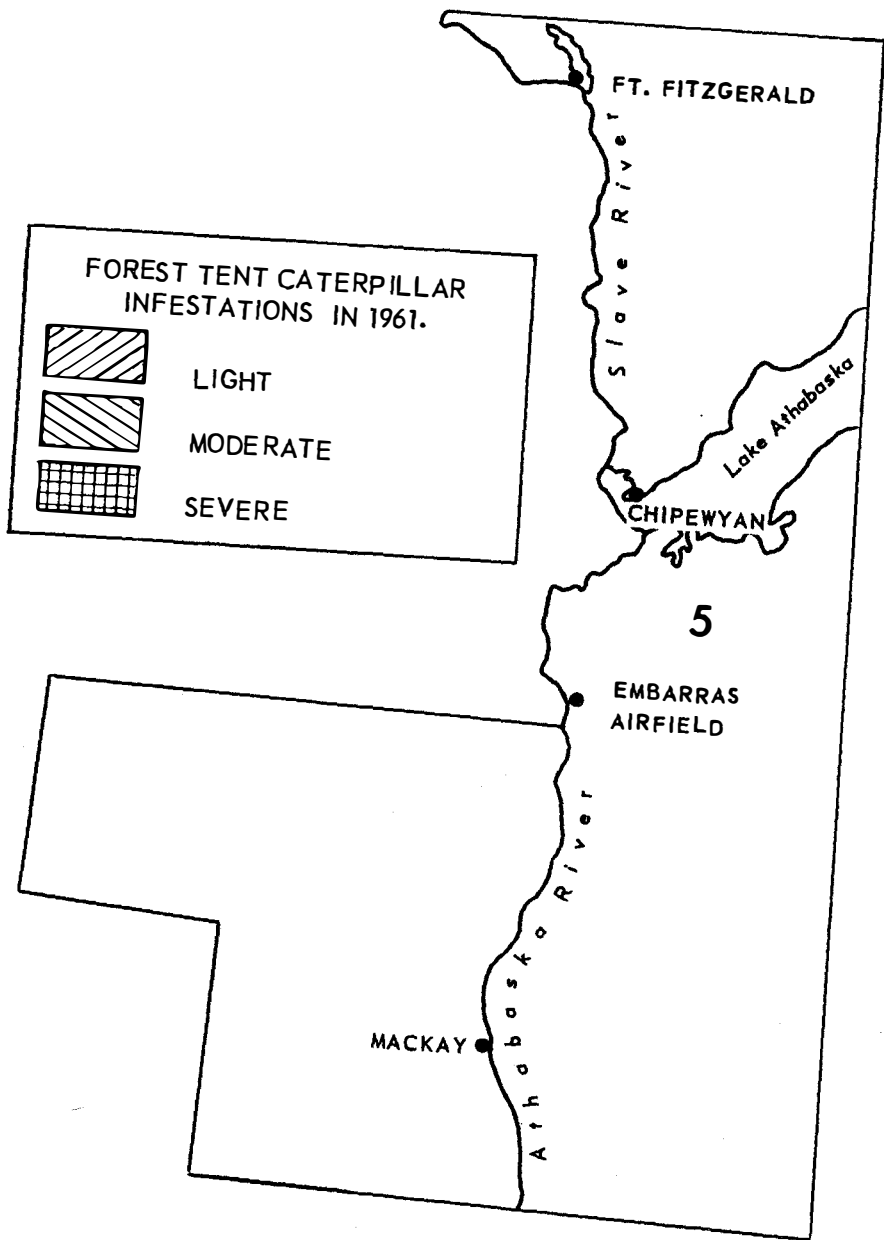 FT. FITZGERALD
Slave River
FOREST TENT CATERPILLAR
INFESTATIONS IN 1961.
LIGHT
MODERATE
SEVERE
Lake Athabaska
CHIPEWYAN
5
EMBARRAS
AIRFIELD
Athabaska River
MACKAY